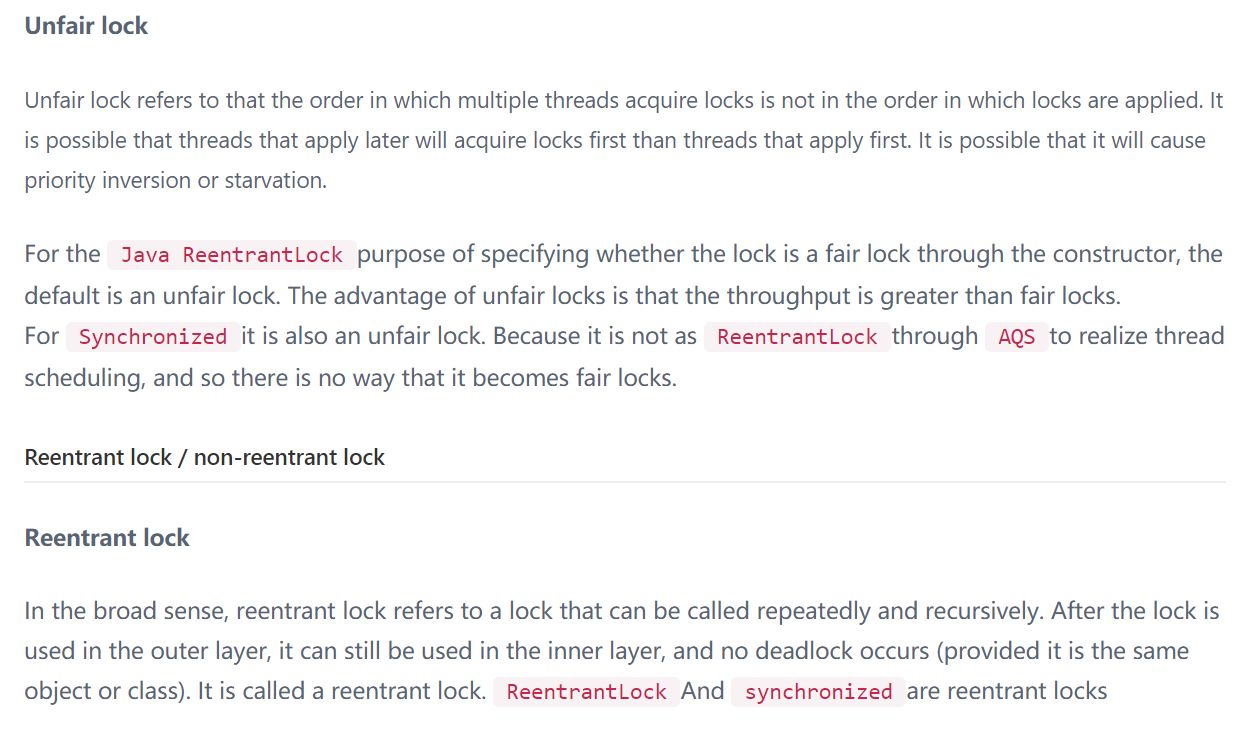 Unfair lock
Unfair lock refers to that the order in which multiple threads acquire locks is not in the order in which locks are applied. It
is possible that threads that apply later will acquire locks first than threads that apply first. It is possible that it will cause
priority inversion or starvation.
For the Java ReentrantLock purpose of specifying whether the lock is a fair lock through the constructor, the
default is an unfair lock. The advantage of unfair locks is that the throughput is greater than fair locks.
For Synchronized it is also an unfair lock. Because it is not as ReentrantLock through AQS to realize thread
scheduling, and so there is no way that it becomes fair locks.
Reentrant lock / non-reentrant lock
Reentrant lock
In the broad sense, reentrant lock refers to a lock that can be called repeatedly and recursively. After the lock is
used in the outer layer, it can still be used in the inner layer, and no deadlock occurs (provided it is the same
object or class). It is called a reentrant lock. ReentrantLock And synchronized are reentrant locks